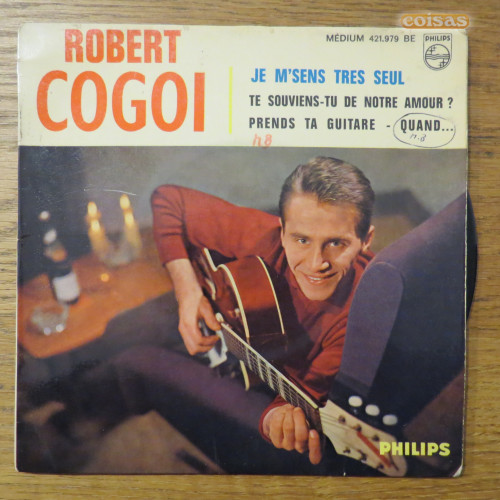 coisas
ROBERT
COGOI
MÉDIUM 421.979 BE
PHILIPS
JE M'SENS TRES SEUL
TE SOUVIENS-TU DE NOTRE AMOUR ?
PRENDS TA GUITARE - QUAND...
PHILIPS